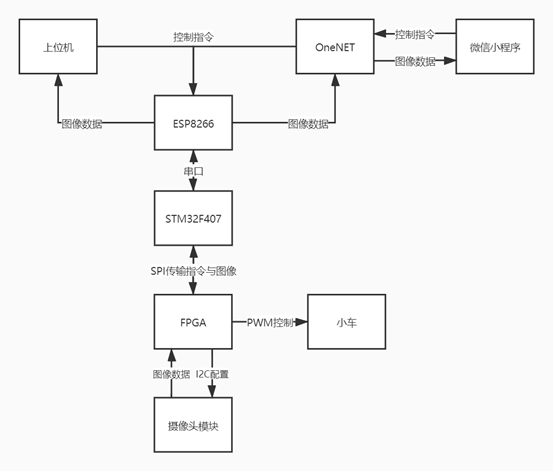 上位机
控制指令
OneNET
控制指令
图像数据
微信小程序
图像数据
ESP8266
图像数据
串口
STM32F407
SPI传输指令与图像
FPGA
PWM控制
小车
图像数据
I2C配置
摄像头模块